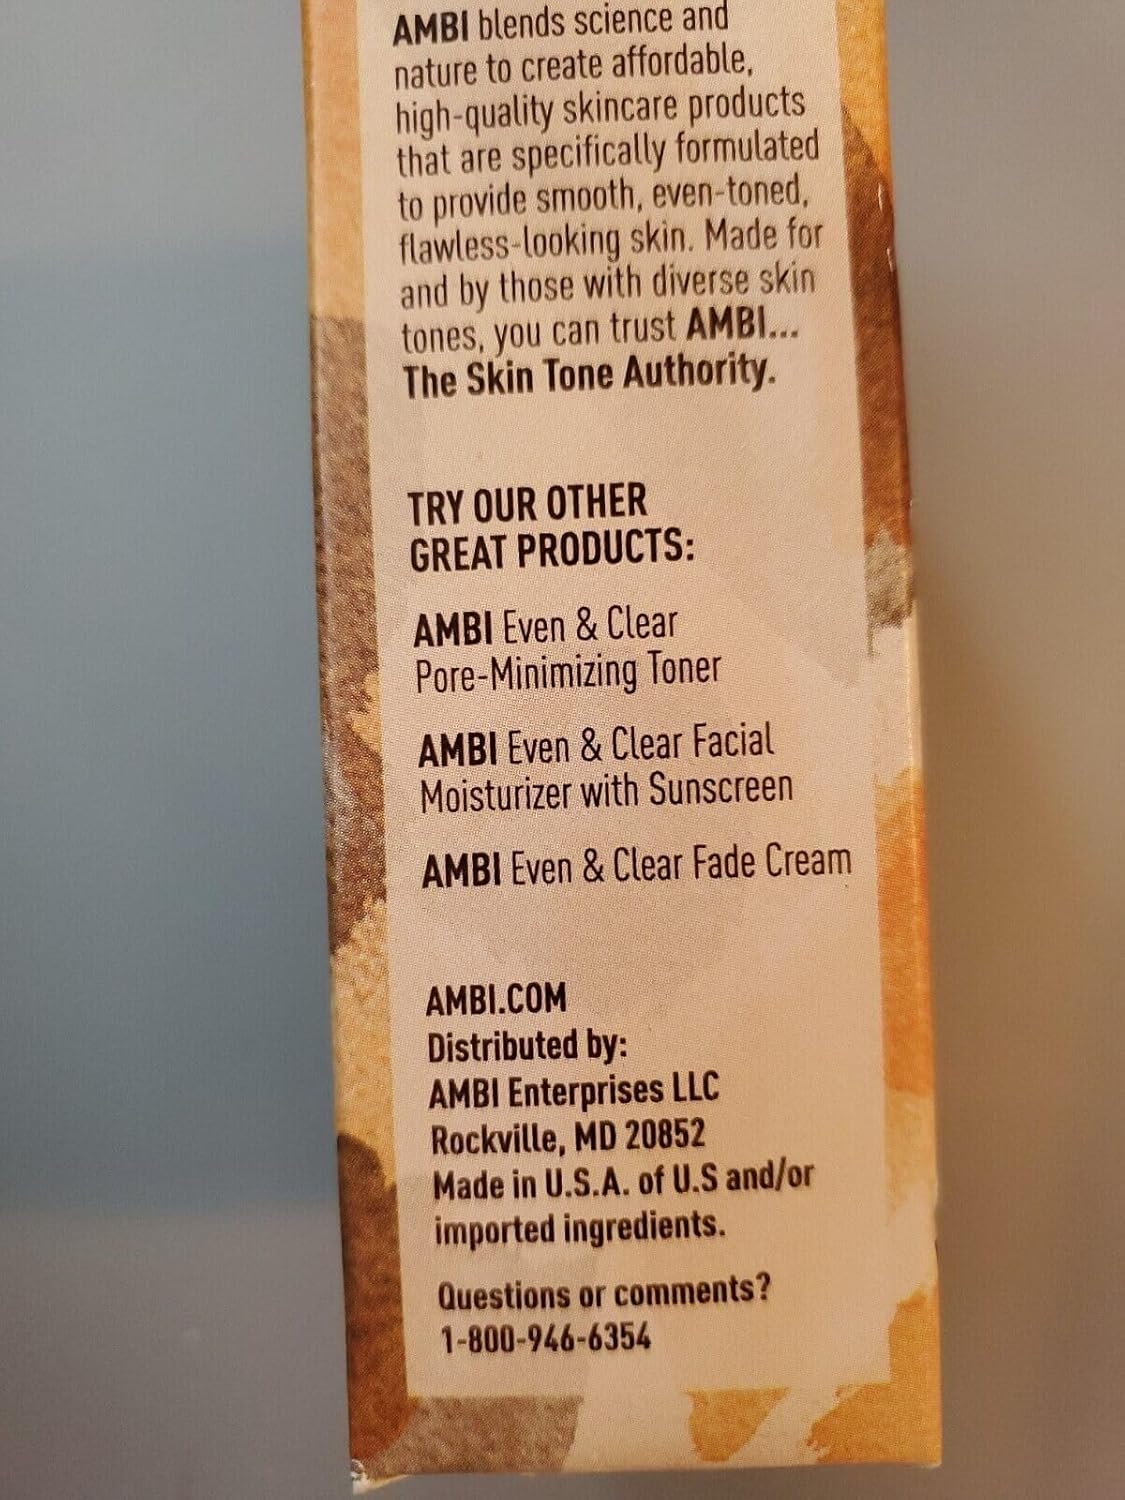 AMBI blends science and
nature to create affordable,
high-quality skincare products
that are specifically formulated
to provide smooth, even-toned,
flawless-looking skin. Made for
and by those with diverse skin
tones, you can trust AMBI...
The Skin Tone Authority.
TRY OUR OTHER
GREAT PRODUCTS:
AMBI Even & Clear
Pore-Minimizing Toner
AMBI Even & Clear Facial
Moisturizer with Sunscreen
AMBI Even & Clear Fade Cream
AMBI.COM
Distributed by:
AMBI Enterprises LLC
Rockville, MD 20852
Made in U.S.A. of U.S and/or
imported ingredients.
Questions or comments?
1-800-946-6354